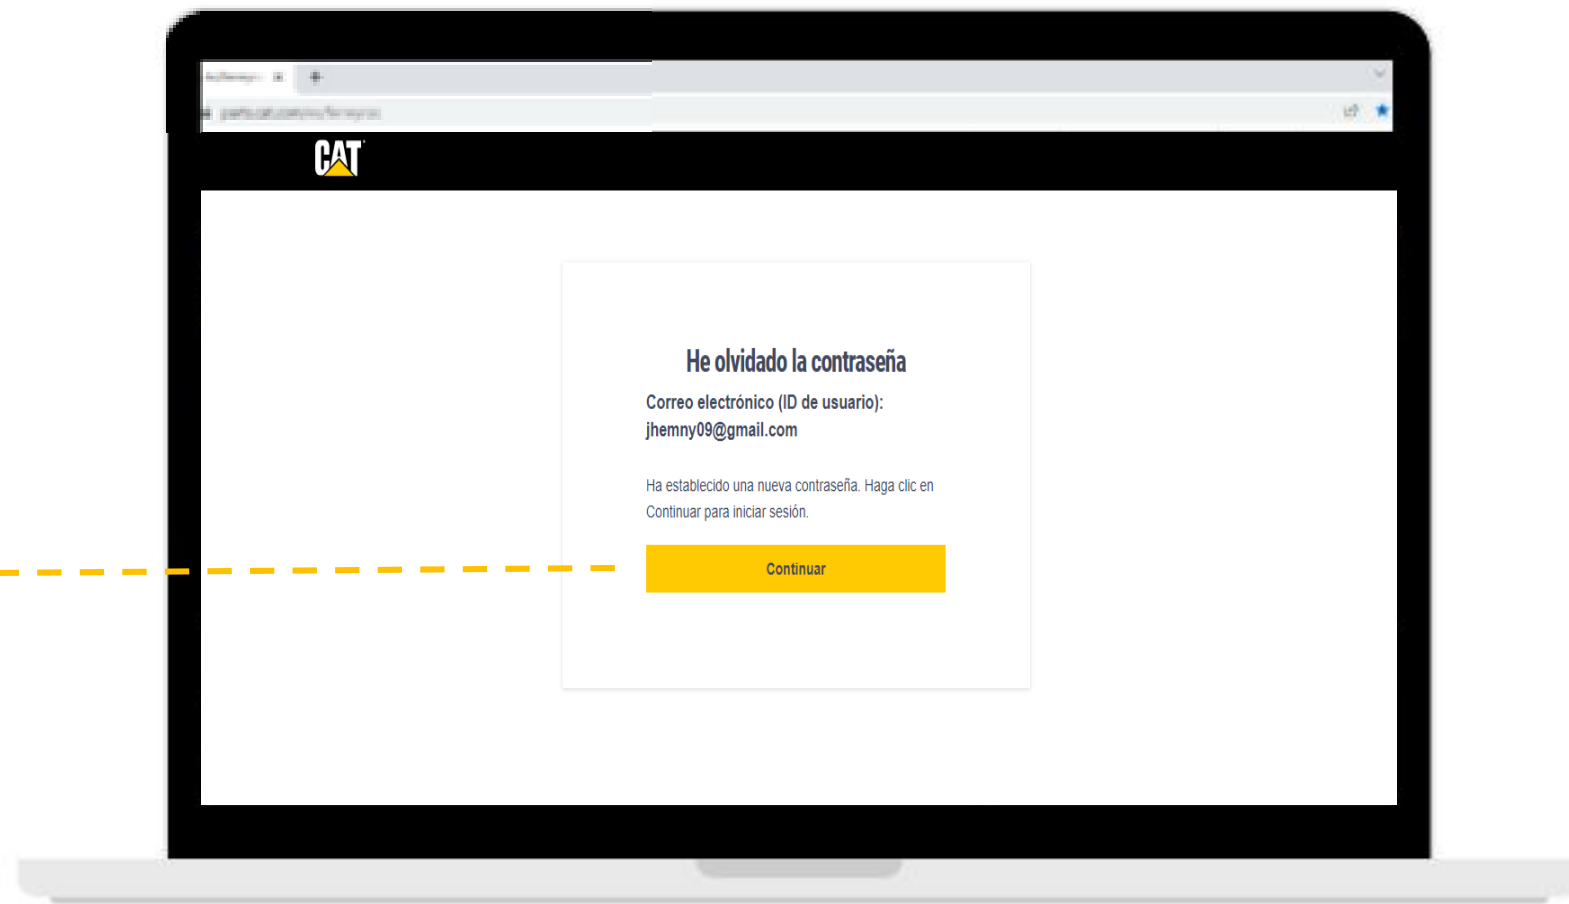 CAT
He olvidado la contraseña
Correo electrónico (ID de usuario):
jhemny09@gmail.com
Ha establecido una nueva contraseña. Haga clic en
Continuar para iniciar sesión.
Continuar